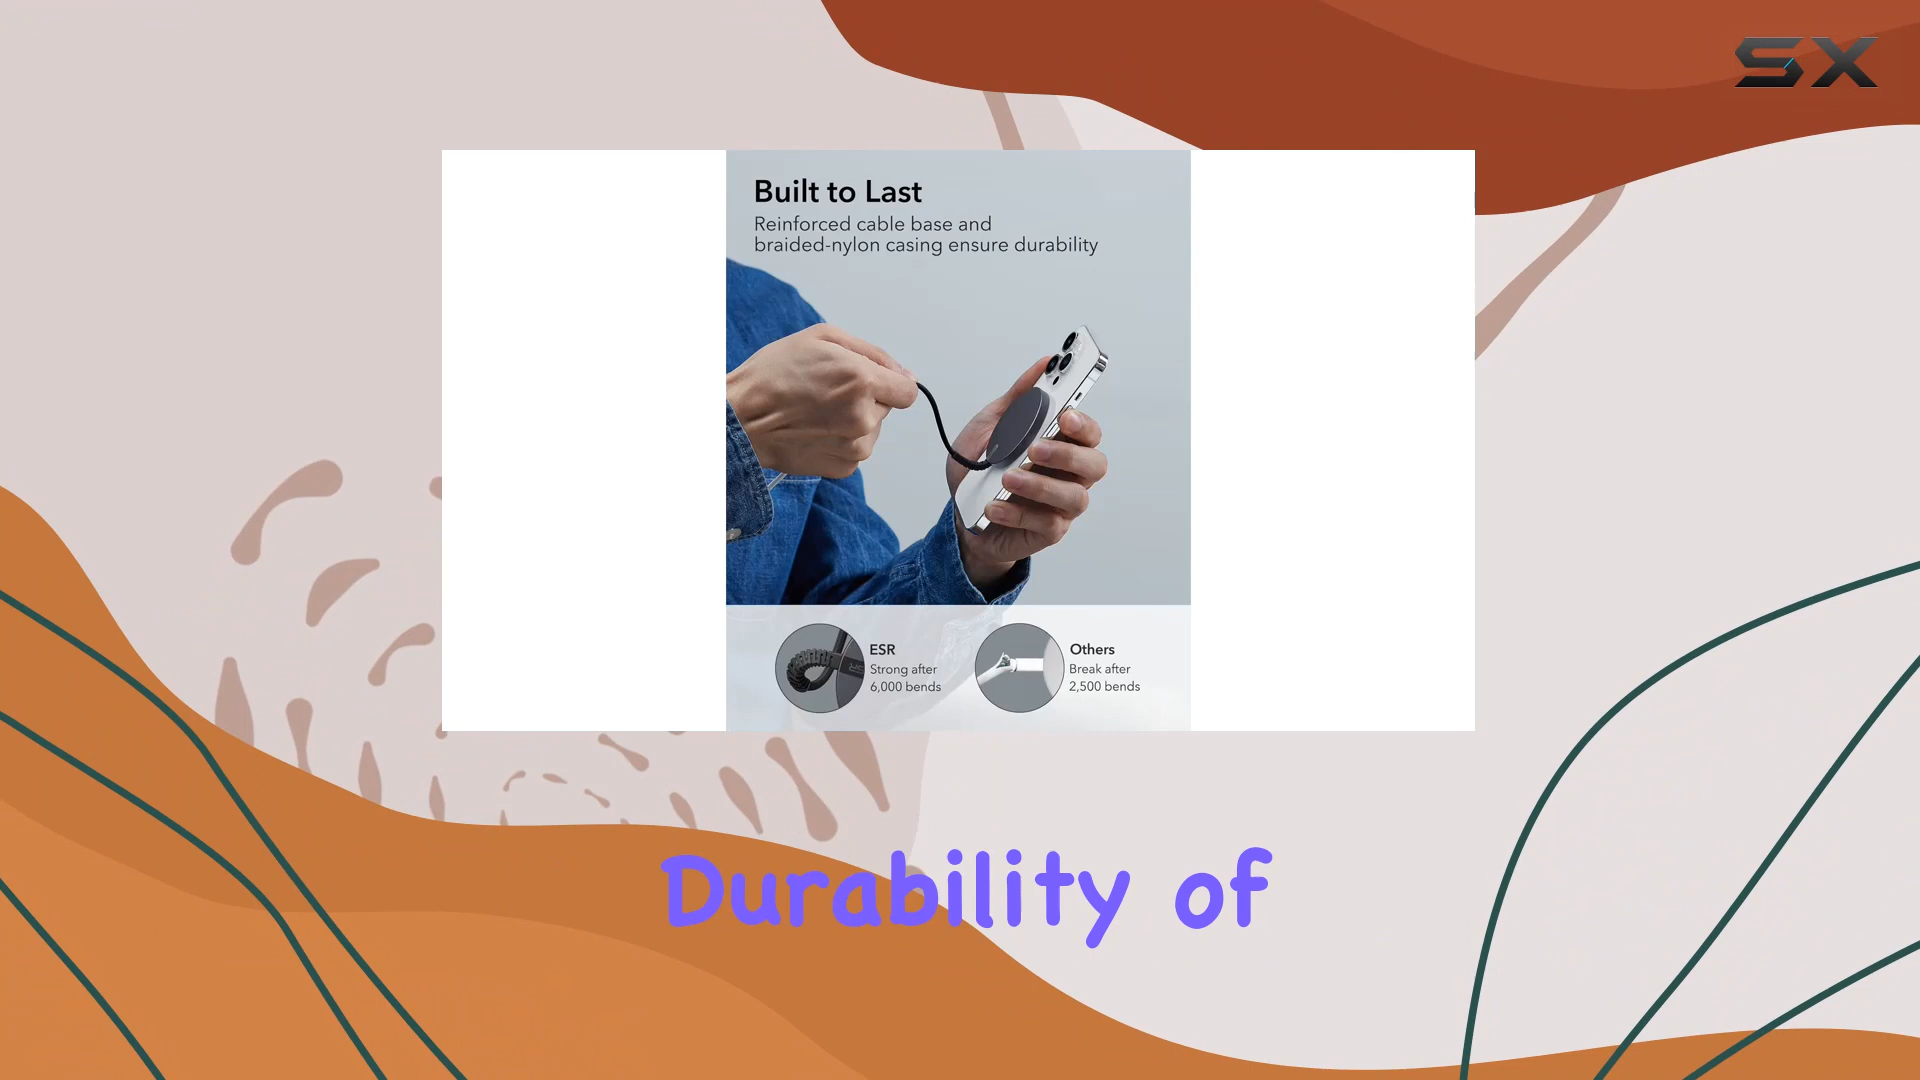 SX
Built to Last
Reinforced cable base and
braided-nylon casing ensure durability
ESR
Strong after
6,000 bends
Others
Break after
2,500 bends
Durability of